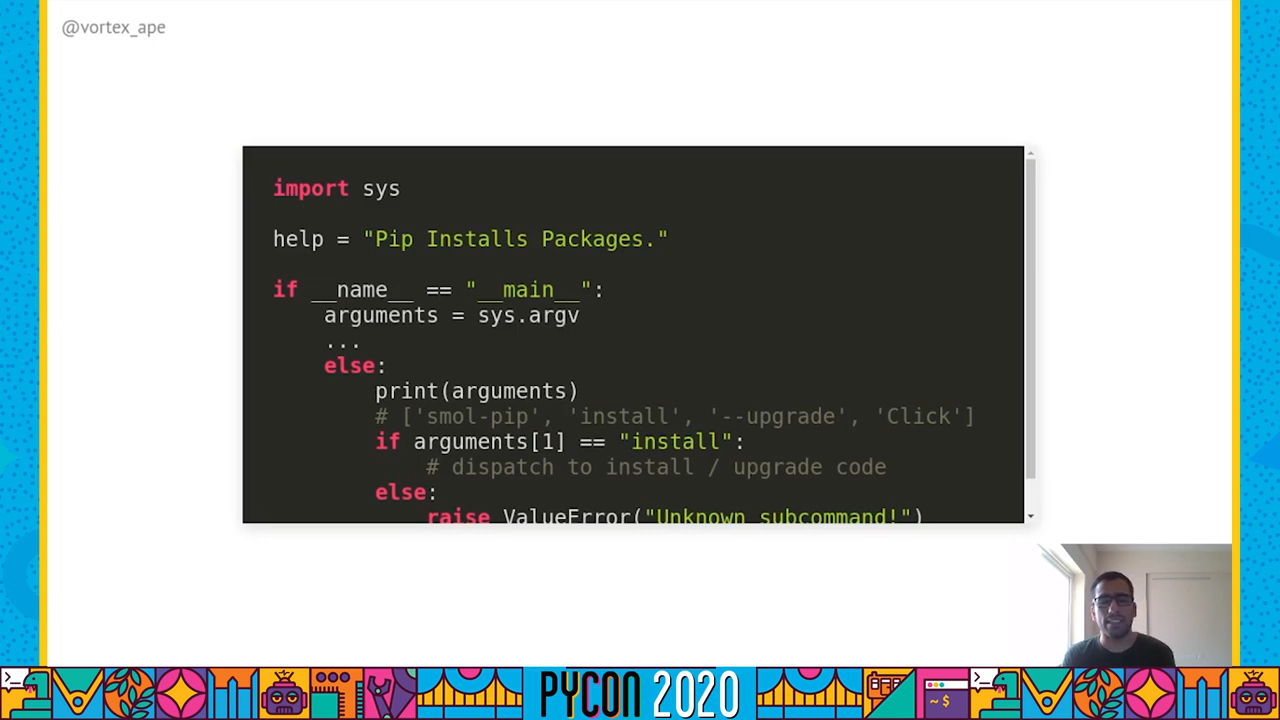 @vortex_ape
import sys
help = "Pip Installs Packages."
if __name__ == "__main__":
    arguments = sys.argv
    ...
    else:
        print(arguments)
        # ['smol-pip', 'install', '--upgrade', 'Click']
        if arguments[1] == "install":
            # dispatch to install / upgrade code
        else:
            raise ValueError("Unknown subcommand!")
~$
PYCON 2020